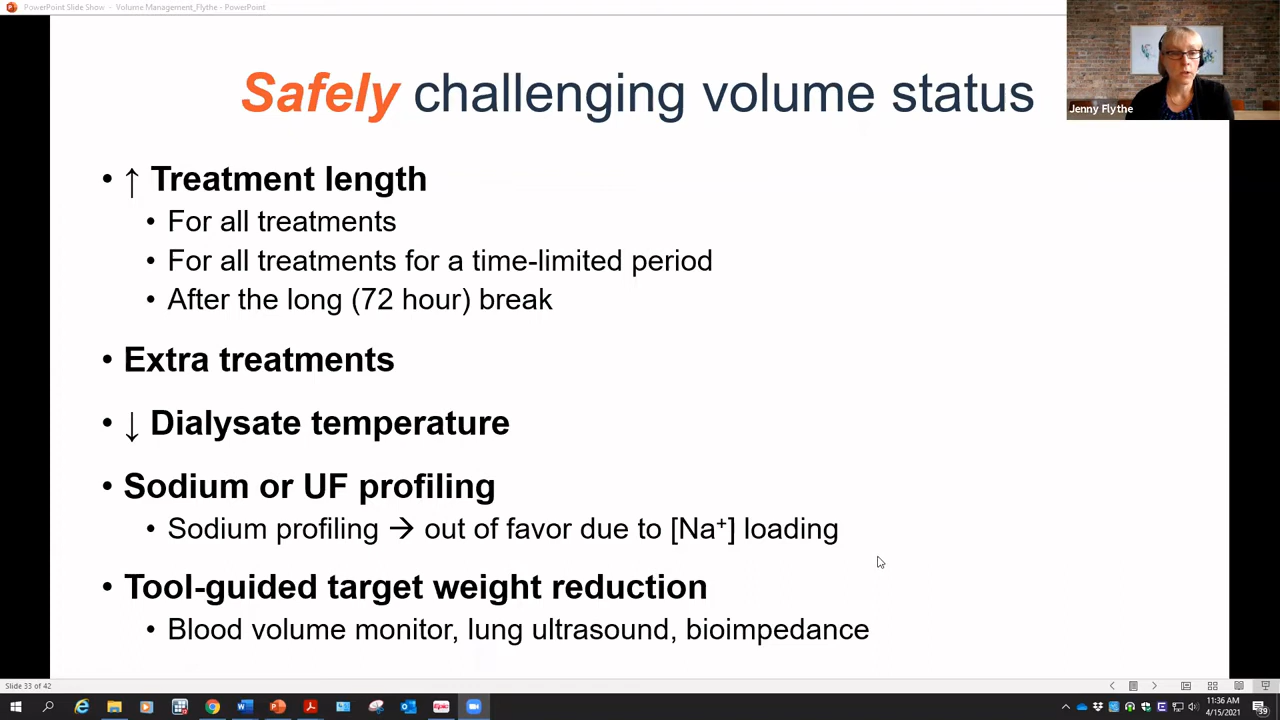 PowerPoint Slide Show - Volume Management_Flythe - PowerPoint
Safely challenging volume status
Jenny Flythe
• ↑ Treatment length
• For all treatments
• For all treatments for a time-limited period
• After the long (72 hour) break
• Extra treatments
• ↓ Dialysate temperature
• Sodium or UF profiling
• Sodium profiling → out of favor due to [Na⁺] loading
• Tool-guided target weight reduction
• Blood volume monitor, lung ultrasound, bioimpedance
Slide 33 of 42
11:36 AM
4/15/2021